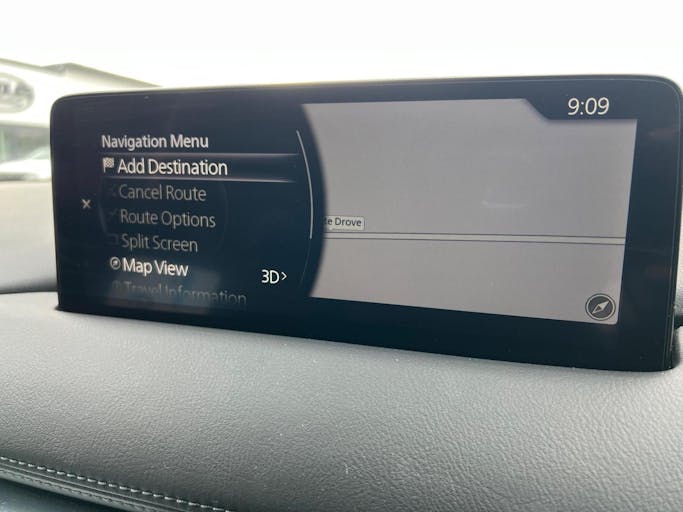 9:09
Navigation Menu
Add Destination
Cancel Route
Route Options
Split Screen
Map View
3D
Travel Information
Drove